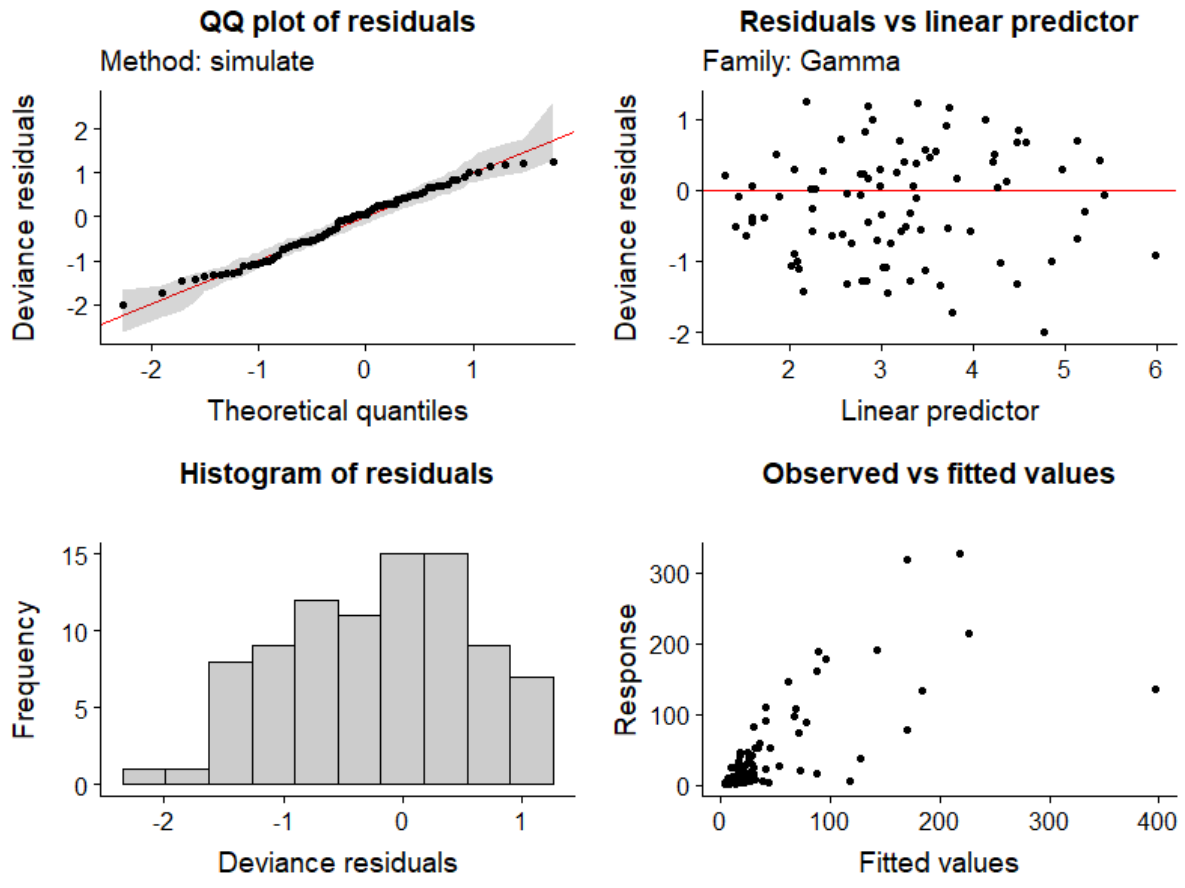 QQ plot of residuals
Method: simulate
Deviance residuals
2
1
0
-1
-2
-2
-1
0
1
Theoretical quantiles
Residuals vs linear predictor
Family: Gamma
Deviance residuals
1
0
-1
-2
2
3
4
5
6
Linear predictor
Histogram of residuals
Frequency
15
10
5
0
-2
-1
0
1
Deviance residuals
Observed vs fitted values
Response
300
200
100
0
0
100
200
300
400
Fitted values